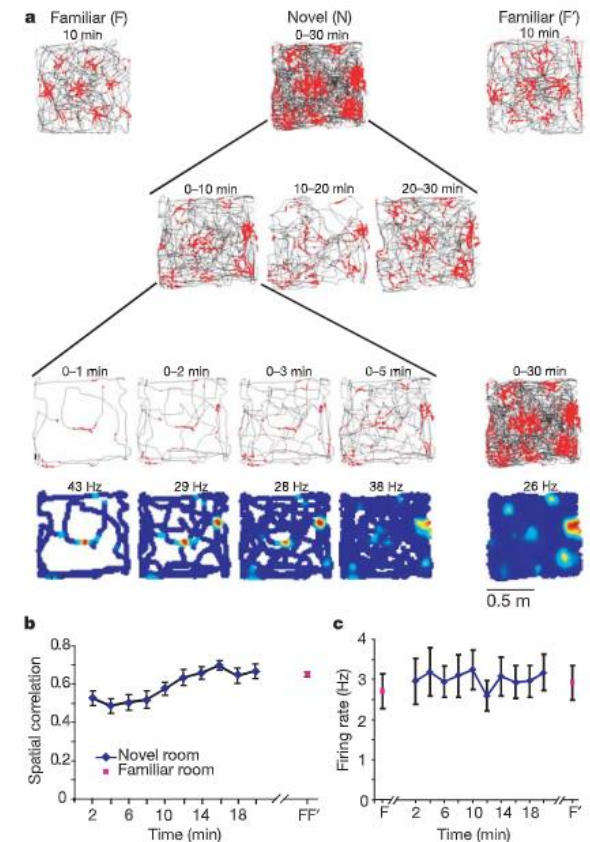 a Familiar (F) Novel (N) Familiar (F′)
10 min 0–30 min 10 min
0–10 min 10–20 min 20–30 min
0–1 min 0–2 min 0–3 min 0–5 min 0–30 min
43 Hz 29 Hz 28 Hz 38 Hz 26 Hz
0.5 m
b
Spatial correlation
0.8
0.6
0.4
0.2
0
Novel room
Familiar room
2 6 10 14 18 FF′
Time (min)
c
Firing rate (Hz)
4
3
2
1
0
F 2 6 10 14 18 F′
Time (min)